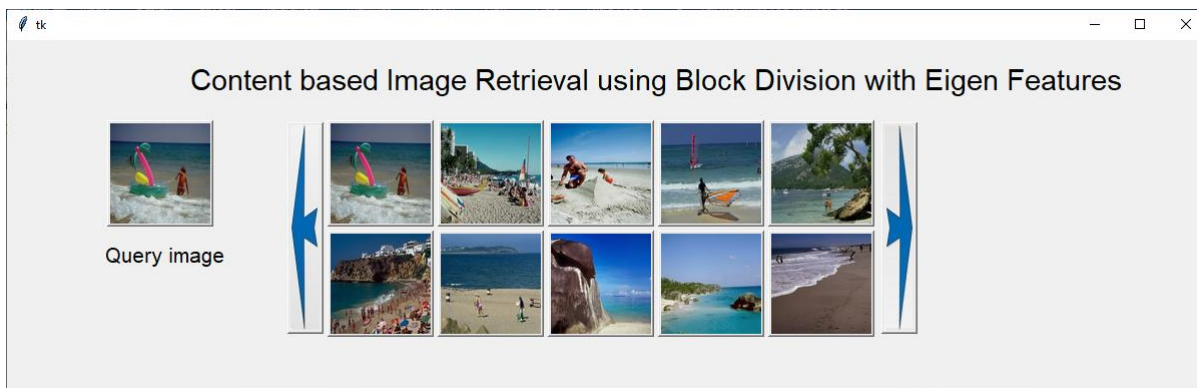 tk
Content based Image Retrieval using Block Division with Eigen Features
Query image